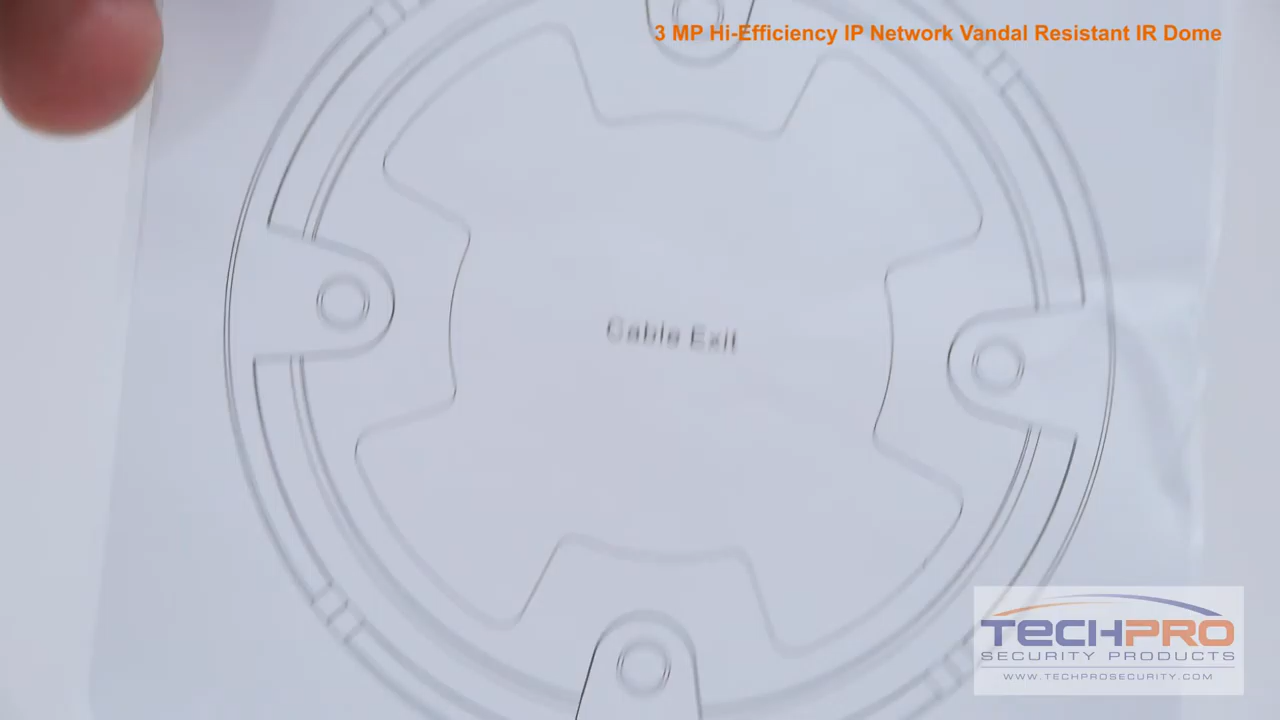 3 MP Hi-Efficiency IP Network Vandal Resistant IR Dome
Cable Exit
TECHPRO
SECURITY PRODUCTS
WWW.TECHPROSECURITY.COM